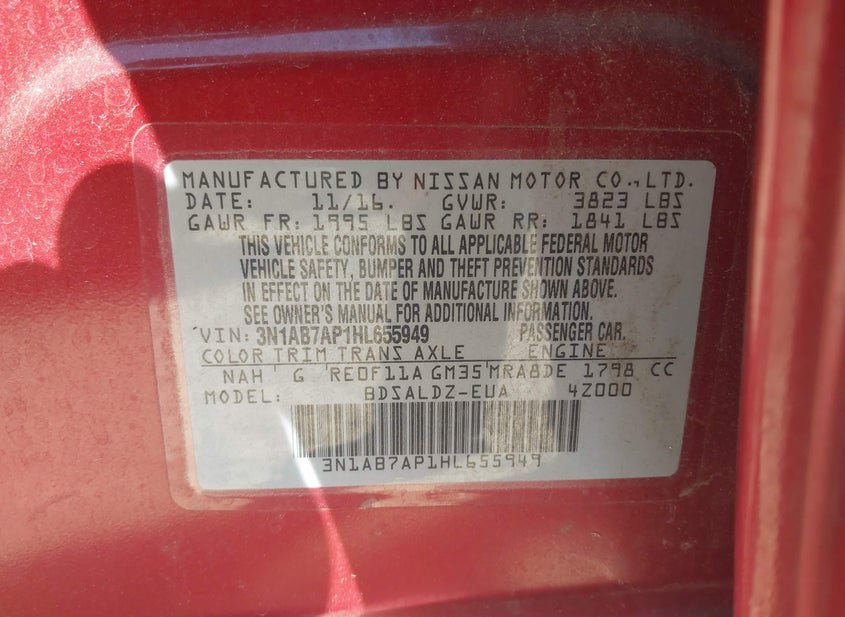 MANUFACTURED BY NISSAN MOTOR CO., LTD.
DATE: 11/16. GVWR: 3823 LBS
GAWR FR: 1995 LBS GAWR RR: 1841 LBS
THIS VEHICLE CONFORMS TO ALL APPLICABLE FEDERAL MOTOR
VEHICLE SAFETY, BUMPER AND THEFT PREVENTION STANDARDS
IN EFFECT ON THE DATE OF MANUFACTURE SHOWN ABOVE.
SEE OWNER'S MANUAL FOR ADDITIONAL INFORMATION.
VIN: 3N1AB7AP1HL655949 PASSENGER CAR.
COLOR TRIM TRANS AXLE ENGINE
NAH G RE0F11A GM35 MRA8DE 1798 CC
MODEL: BDSALDZ-EUA 4Z000
3N1AB7AP1HL655949